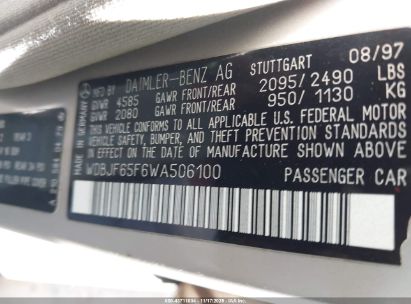 MFD BY DAIMLER-BENZ AG STUTTGART 08/97
GVWR 4585 GAWR FRONT/REAR 2095/2490 LBS
GVWR 2080 GAWR FRONT/REAR 950/1130 KG
THIS VEHICLE CONFORMS TO ALL APPLICABLE U.S. FEDERAL MOTOR
VEHICLE SAFETY, BUMPER, AND THEFT PREVENTION STANDARDS IN EFFECT ON THE DATE
OF MANUFACTURE SHOWN ABOVE.
WDBJF65F6WA506100 PASSENGER CAR